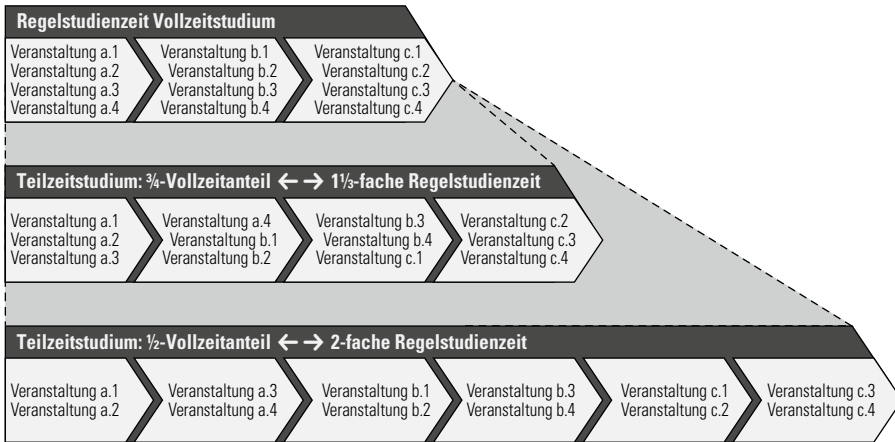 Regelstudienzeit Vollzeitstudium
Veranstaltung a.1
Veranstaltung a.2
Veranstaltung a.3
Veranstaltung a.4
Veranstaltung b.1
Veranstaltung b.2
Veranstaltung b.3
Veranstaltung b.4
Veranstaltung c.1
Veranstaltung c.2
Veranstaltung c.3
Veranstaltung c.4
Teilzeitstudium: ¾-Vollzeitanteil ← → 1⅓-fache Regelstudienzeit
Veranstaltung a.1
Veranstaltung a.2
Veranstaltung a.3
Veranstaltung a.4
Veranstaltung b.1
Veranstaltung b.2
Veranstaltung b.3
Veranstaltung b.4
Veranstaltung c.1
Veranstaltung c.2
Veranstaltung c.3
Veranstaltung c.4
Teilzeitstudium: ½-Vollzeitanteil ← → 2-fache Regelstudienzeit
Veranstaltung a.1
Veranstaltung a.2
Veranstaltung a.3
Veranstaltung a.4
Veranstaltung b.1
Veranstaltung b.2
Veranstaltung b.3
Veranstaltung b.4
Veranstaltung c.1
Veranstaltung c.2
Veranstaltung c.3
Veranstaltung c.4